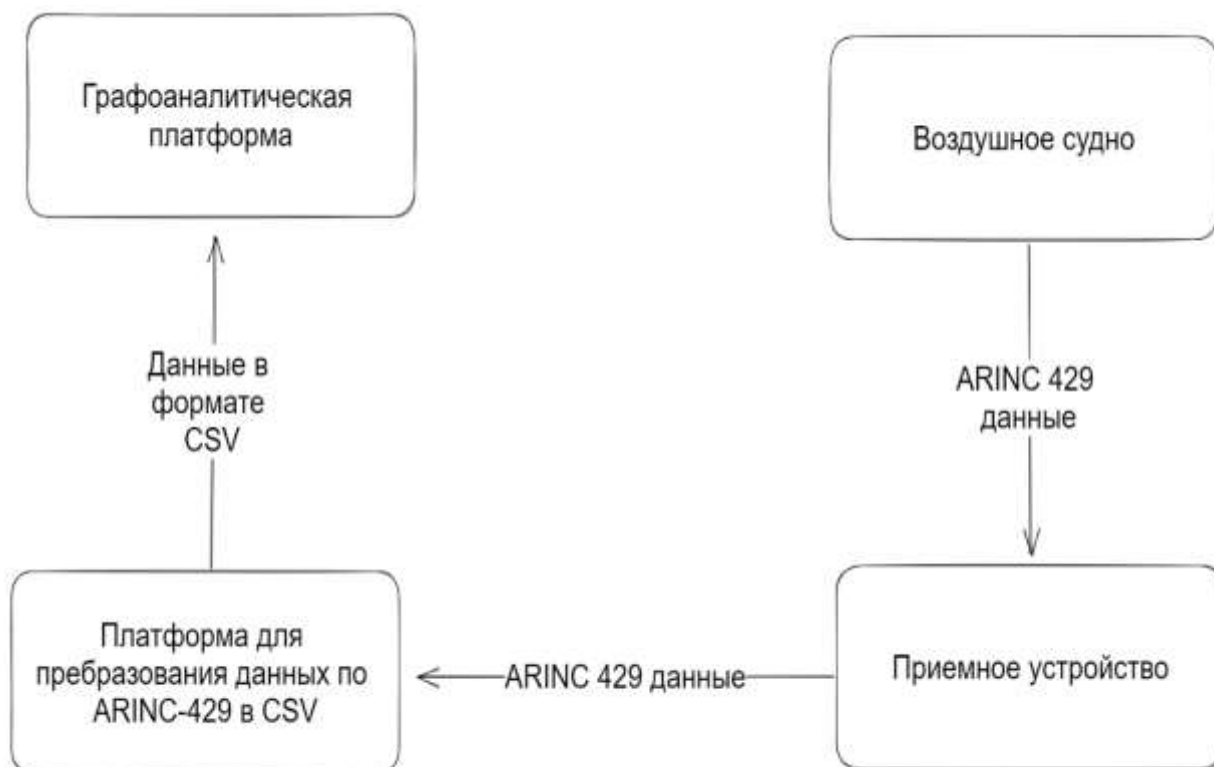 Графоаналитическая
платформа
Воздушное судно
Данные в
формате
CSV
ARINC 429
данные
Платформа для
пребразования данных по
ARINC-429 в CSV
ARINC 429 данные
Приемное устройство